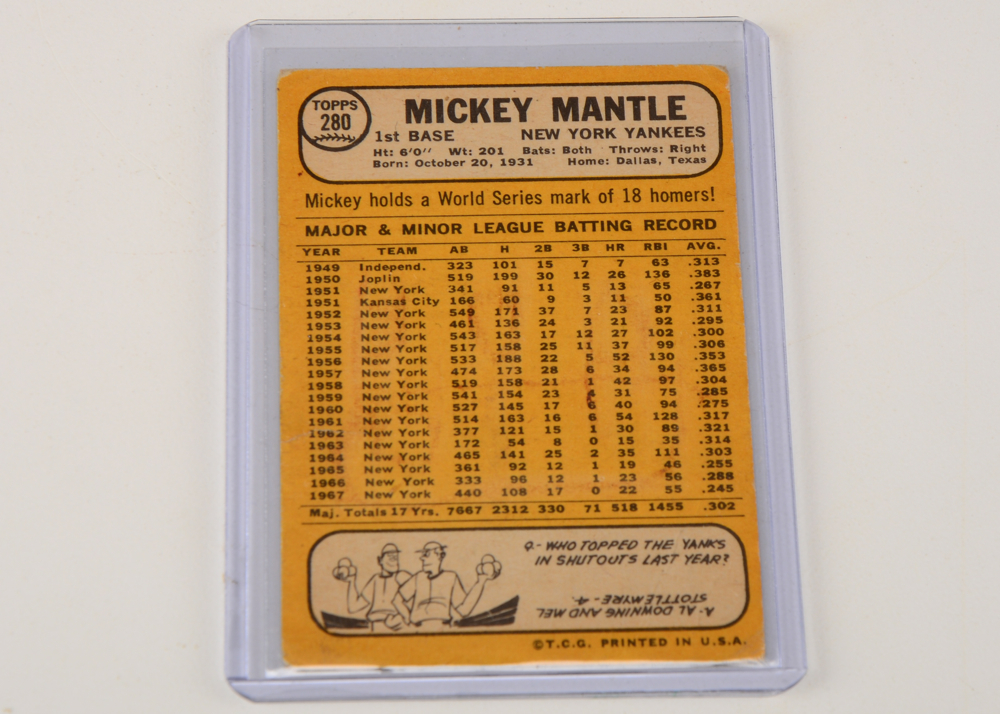 TOPPS
280
MICKEY MANTLE
1st BASE NEW YORK YANKEES
Ht: 6'0" Wt: 201 Bats: Both Throws: Right
Born: October 20, 1931 Home: Dallas, Texas
Mickey holds a World Series mark of 18 homers!
MAJOR & MINOR LEAGUE BATTING RECORD
YEAR TEAM AB H 2B 3B HR RBI AVG.
1949 Independ. 323 101 15 7 7 63 .313
1950 Joplin 519 199 30 12 26 136 .383
1951 New York 341 91 11 5 13 65 .267
1951 Kansas City 166 60 9 3 11 50 .361
1952 New York 549 171 37 7 23 87 .311
1953 New York 461 136 24 3 21 92 .295
1954 New York 543 163 17 12 27 102 .300
1955 New York 517 158 25 11 37 99 .306
1956 New York 533 188 22 5 52 130 .353
1957 New York 474 173 28 6 34 94 .365
1958 New York 519 158 21 1 42 97 .304
1959 New York 541 154 23 4 31 75 .285
1960 New York 527 145 17 6 40 94 .275
1961 New York 514 163 16 6 54 128 .317
1962 New York 377 121 15 1 30 89 .321
1963 New York 172 54 8 0 15 35 .314
1964 New York 465 141 25 2 35 111 .303
1965 New York 361 92 12 1 19 46 .255
1966 New York 333 96 12 1 23 56 .288
1967 New York 440 108 17 0 22 55 .245
Maj. Totals 17 Yrs. 7667 2312 330 71 518 1455 .302
Q- WHO TOPPED THE YANKS
IN SHUTOUTS LAST YEAR?
A- AL DOWNING AND MEL
STOTTLEMYRE - 4.
©T.C.G. PRINTED IN U.S.A.